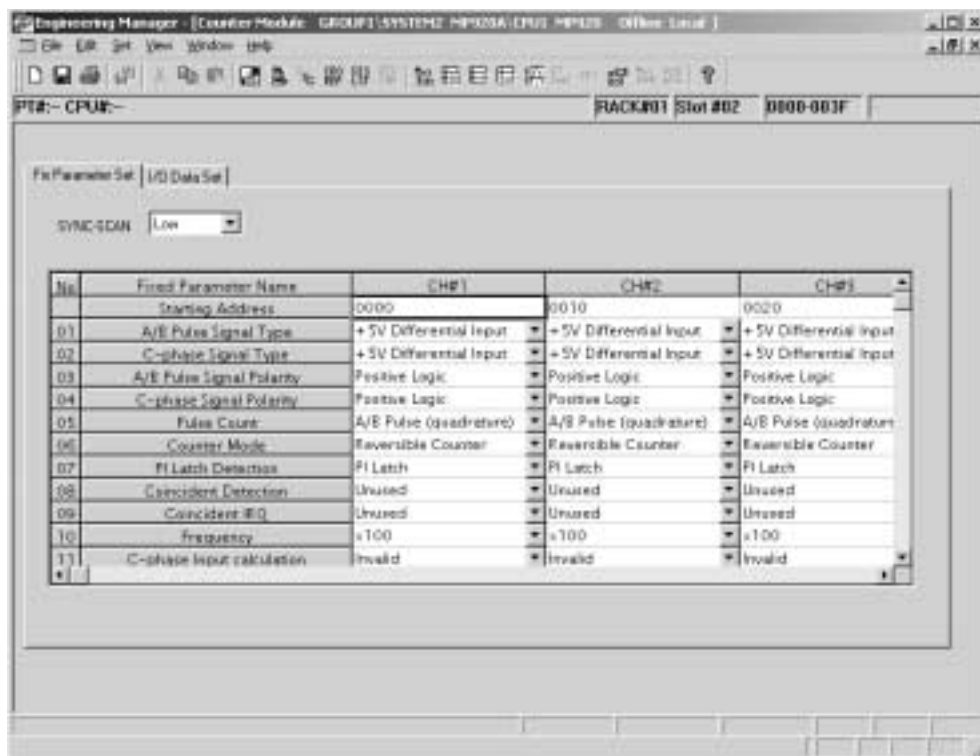 Engineering Manager - [Counter Module GROUP1\SYSTEM2 MP920A\CPU1 MP920 Offline Local ]
File Edit Set View Window Help
PT#:-- CPU#:-- RACK#01 Slot #02 0000-003F
Fix Parameter Set I/O Data Set
SYNC-SCAN Low
No. Fixed Parameter Name CH#1 CH#2 CH#3
Starting Address 0000 0010 0020
01 A/B Pulse Signal Type +5V Differential Input +5V Differential Input +5V Differential Input
02 C-phase Signal Type +5V Differential Input +5V Differential Input +5V Differential Input
03 A/B Pulse Signal Polarity Positive Logic Positive Logic Positive Logic
04 C-phase Signal Polarity Positive Logic Positive Logic Positive Logic
05 Pulse Count A/B Pulse (quadrature) A/B Pulse (quadrature) A/B Pulse (quadrature
06 Counter Mode Reversible Counter Reversible Counter Reversible Counter
07 PI Latch Detection PI Latch PI Latch PI Latch
08 Coincident Detection Unused Unused Unused
09 Coincident IRQ Unused Unused Unused
10 Frequency ×100 ×100 ×100
11 C-phase Input calculation Invalid Invalid Invalid